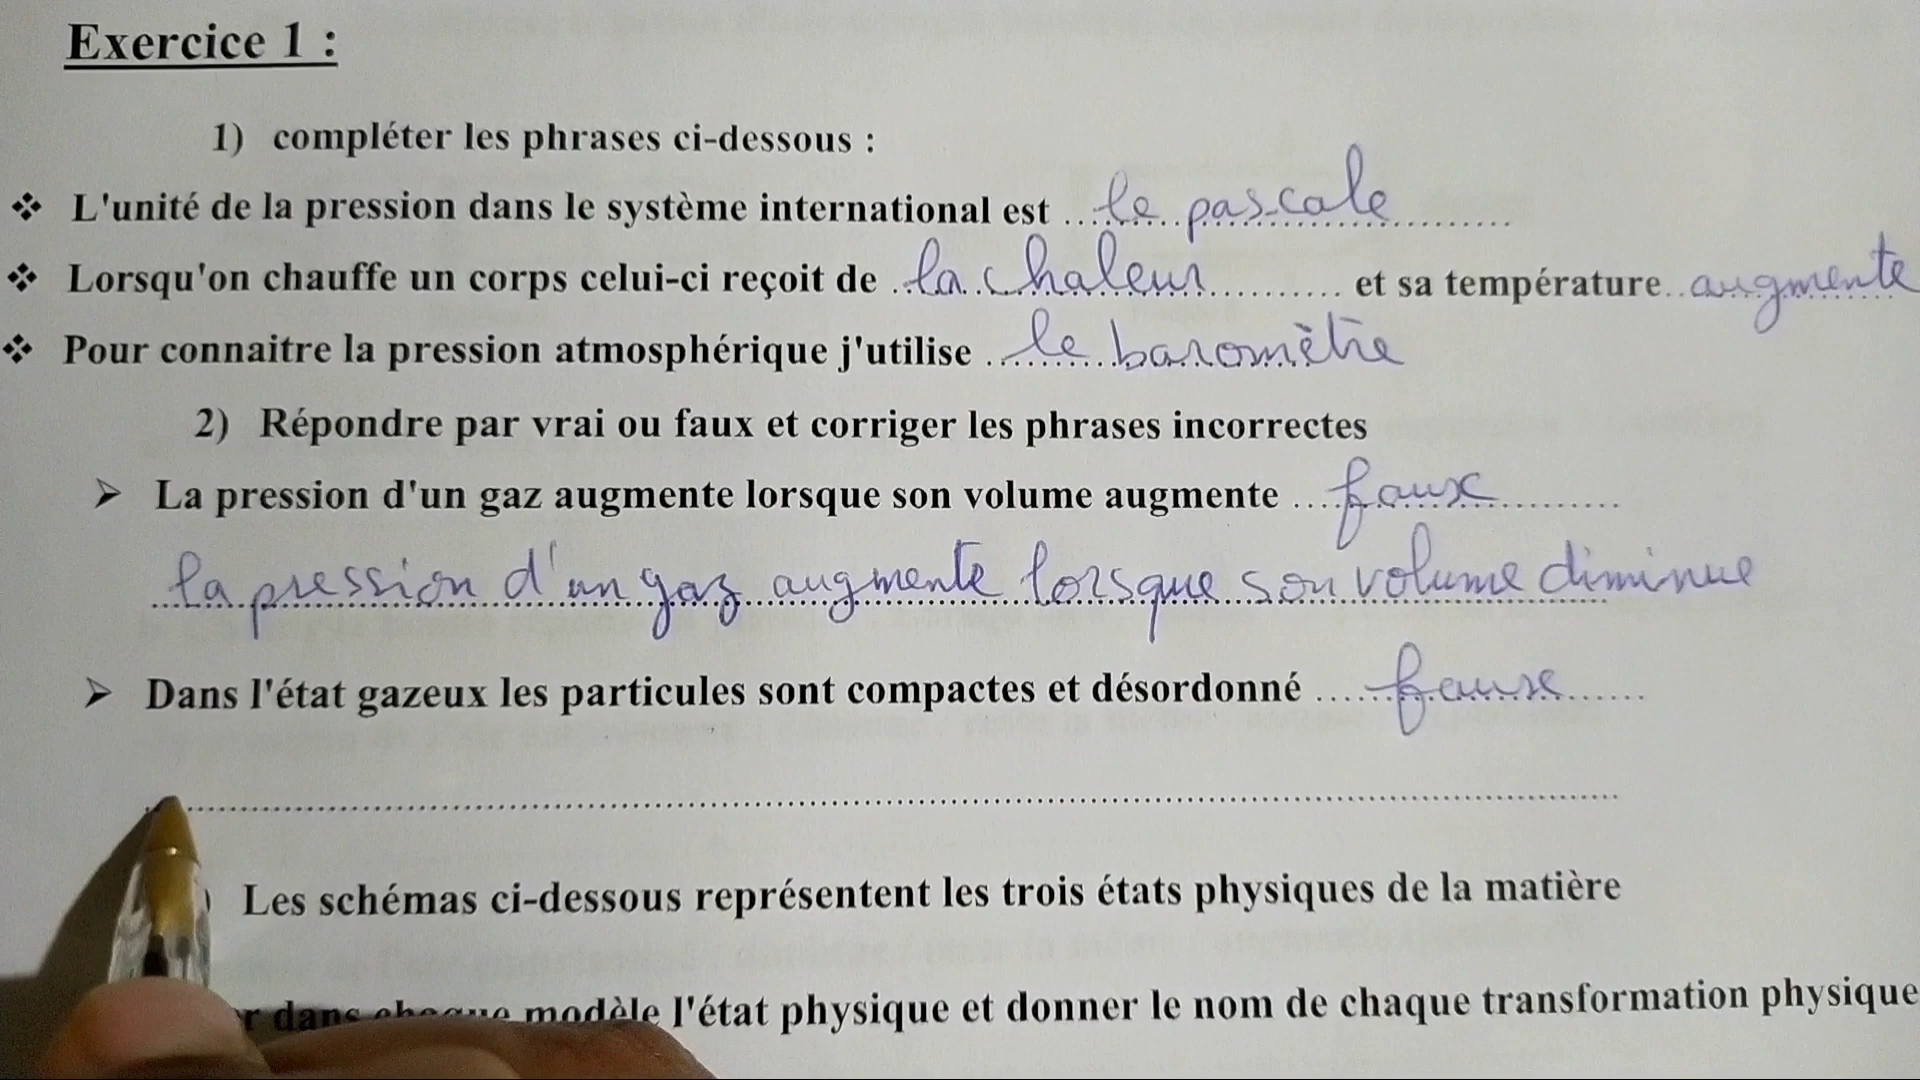 Exercice 1 :
1) compléter les phrases ci-dessous :
❖ L'unité de la pression dans le système international est ....le pascale..........
❖ Lorsqu'on chauffe un corps celui-ci reçoit de ..la chaleur.......... et sa température..augmente
❖ Pour connaitre la pression atmosphérique j'utilise ....le baromètre
2) Répondre par vrai ou faux et corriger les phrases incorrectes
➢ La pression d'un gaz augmente lorsque son volume augmente ....faux..........
la pression d'un gaz augmente lorsque son volume diminue
➢ Dans l'état gazeux les particules sont compactes et désordonné .....faux......
) Les schémas ci-dessous représentent les trois états physiques de la matière
dans chaque modèle l'état physique et donner le nom de chaque transformation physique